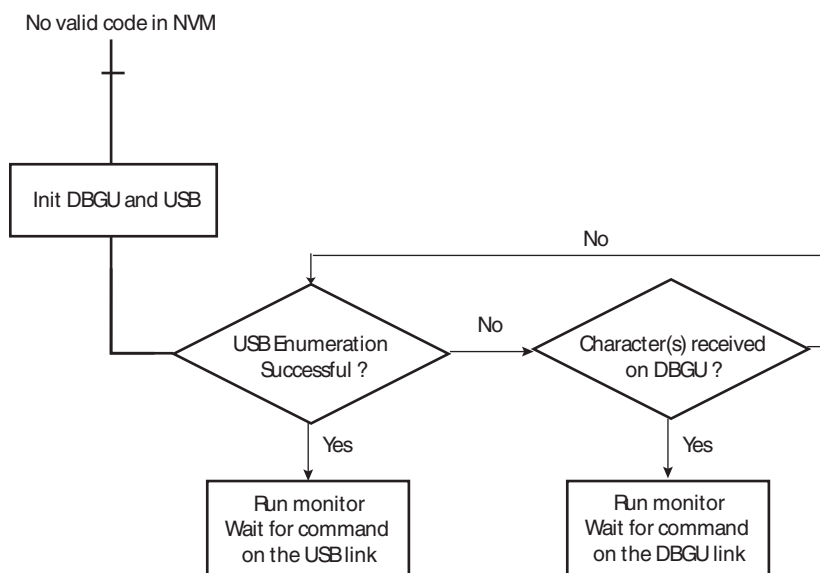 No valid code in NVM
Init DBGU and USB
No
USB Enumeration
Successful ?
No
Character(s) received
on DBGU ?
Yes
Yes
Run monitor
Wait for command
on the USB link
Run monitor
Wait for command
on the DBGU link